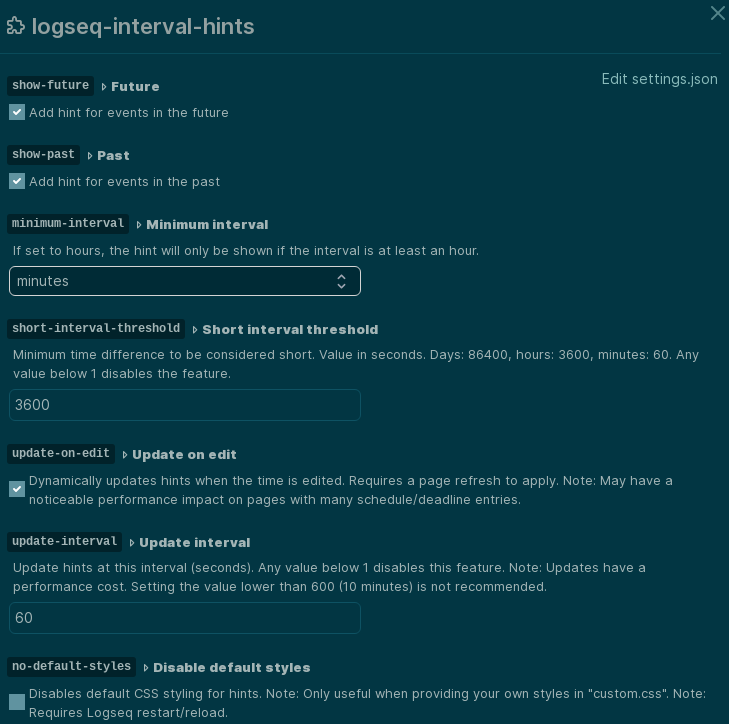 logseq-interval-hints
Edit settings.json
show-future Future
Add hint for events in the future
show-past Past
Add hint for events in the past
minimum-interval Minimum interval
If set to hours, the hint will only be shown if the interval is at least an hour.
minutes
short-interval-threshold Short interval threshold
Minimum time difference to be considered short. Value in seconds. Days: 86400, hours: 3600, minutes: 60. Any
value below 1 disables the feature.
3600
update-on-edit Update on edit
Dynamically updates hints when the time is edited. Requires a page refresh to apply. Note: May have a
noticeable performance impact on pages with many schedule/deadline entries.
update-interval Update interval
Update hints at this interval (seconds). Any value below 1 disables this feature. Note: Updates have a
performance cost. Setting the value lower than 600 (10 minutes) is not recommended.
60
no-default-styles Disable default styles
Disables default CSS styling for hints. Note: Only useful when providing your own styles in "custom.css". Note:
Requires Logseq restart/reload.